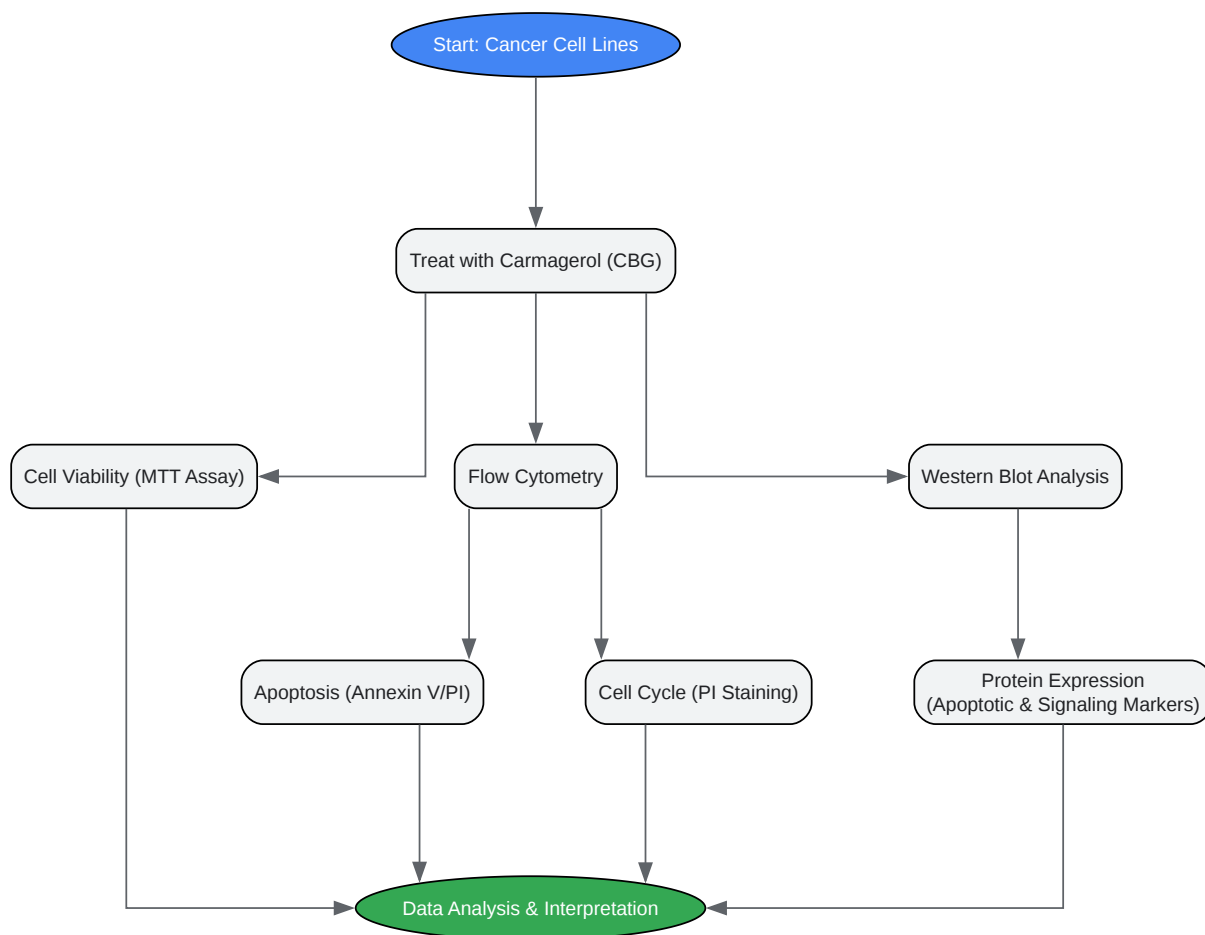 Start: Cancer Cell Lines
Treat with Carmagerol (CBG)
Cell Viability (MTT Assay)
Flow Cytometry
Western Blot Analysis
Apoptosis (Annexin V/PI)
Cell Cycle (PI Staining)
Protein Expression
(Apoptotic & Signaling Markers)
Data Analysis & Interpretation